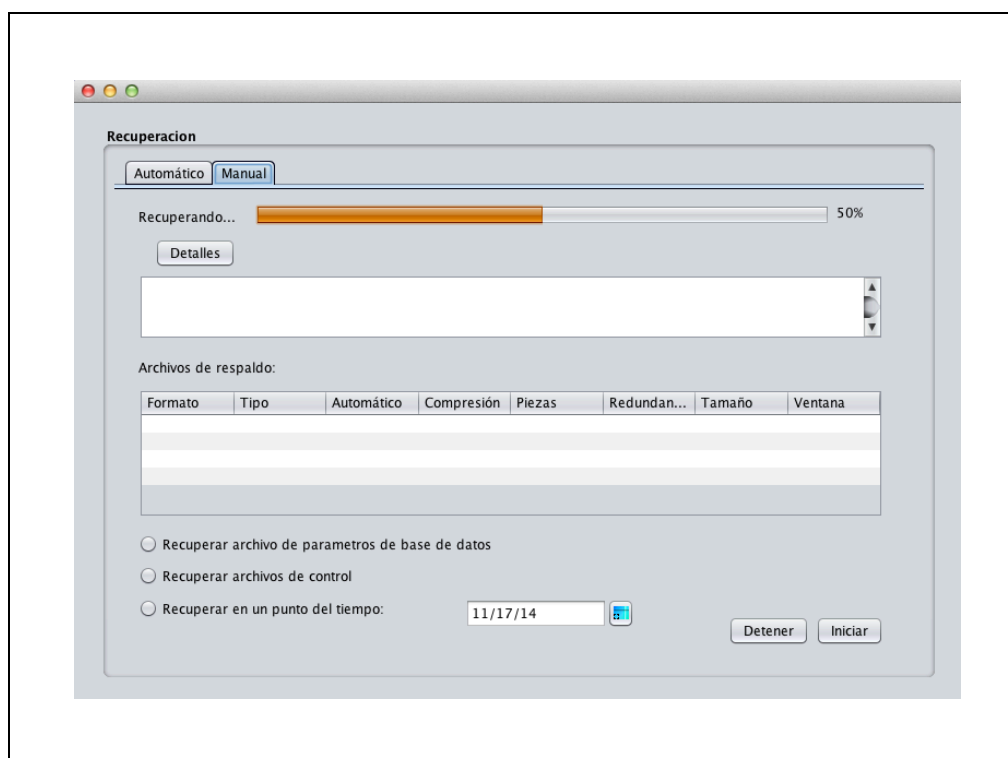 Recuperacion
Automático Manual
Recuperando... 50%
Detalles
Archivos de respaldo:
Formato Tipo Automático Compresión Piezas Redundan... Tamaño Ventana
Recuperar archivo de parametros de base de datos
Recuperar archivos de control
Recuperar en un punto del tiempo: 11/17/14
Detener Iniciar